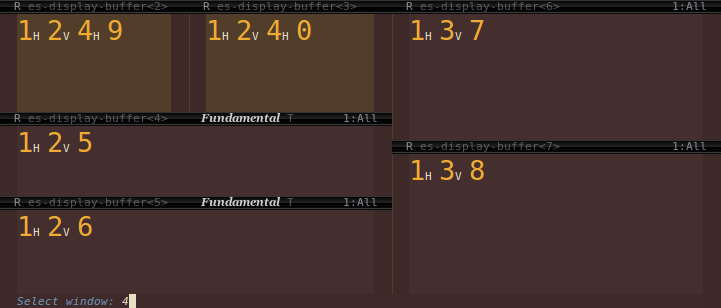 R es-display-buffer<2>
R es-display-buffer<3>
R es-display-buffer<6> 1:All
1H 2V 4H 9
1H 2V 4H 0
1H 3V 7
R es-display-buffer<4> Fundamental T 1:All
1H 2V 5
R es-display-buffer<7> 1:All
1H 3V 8
R es-display-buffer<5> Fundamental T 1:All
1H 2V 6
Select window: 4